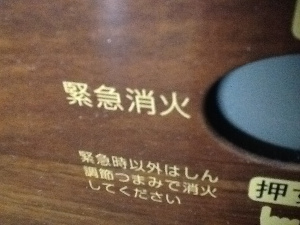 緊急消火
緊急時以外はしん
調節つまみで消火
してください
押す